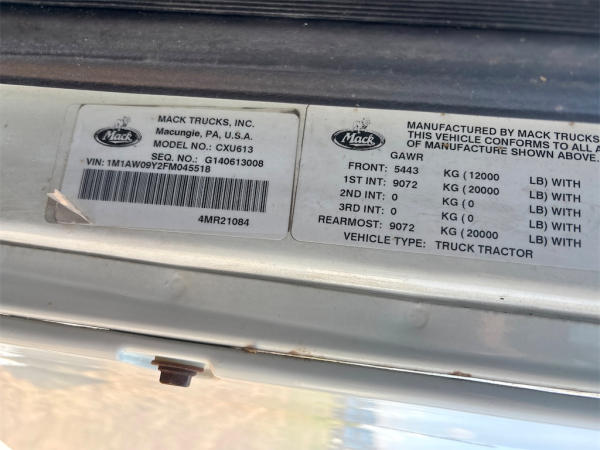 Mack
MACK TRUCKS, INC.
Macungie, PA, U.S.A.
MODEL NO.: CXU613
SEQ. NO.: G140613008
VIN: 1M1AW09Y2FM045518
4MR21084
Mack
MANUFACTURED BY MACK TRUCKS
THIS VEHICLE CONFORMS TO ALL A
OF MANUFACTURE SHOWN ABOVE.
GAWR
FRONT: 5443 KG ( 12000 LB) WITH
1ST INT: 9072 KG ( 20000 LB) WITH
2ND INT: 0 KG ( 0 LB) WITH
3RD INT: 0 KG ( 0 LB) WITH
REARMOST: 9072 KG ( 20000 LB) WITH
VEHICLE TYPE: TRUCK TRACTOR